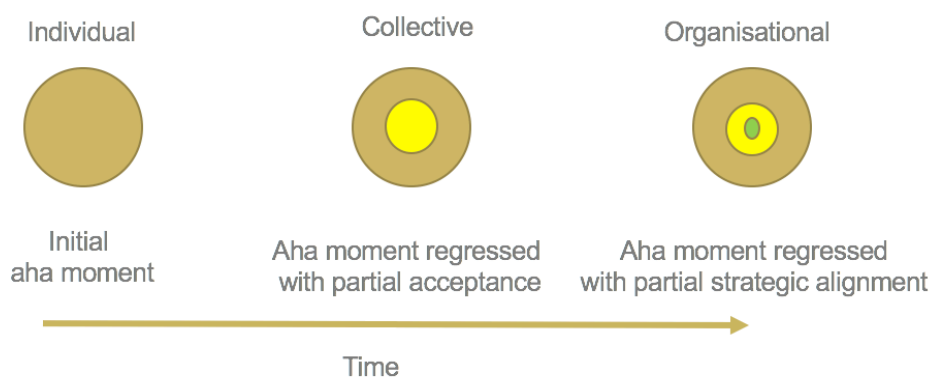 Individual
Collective
Organisational
Initial
aha moment
Aha moment regressed
with partial acceptance
Aha moment regressed
with partial strategic alignment
Time